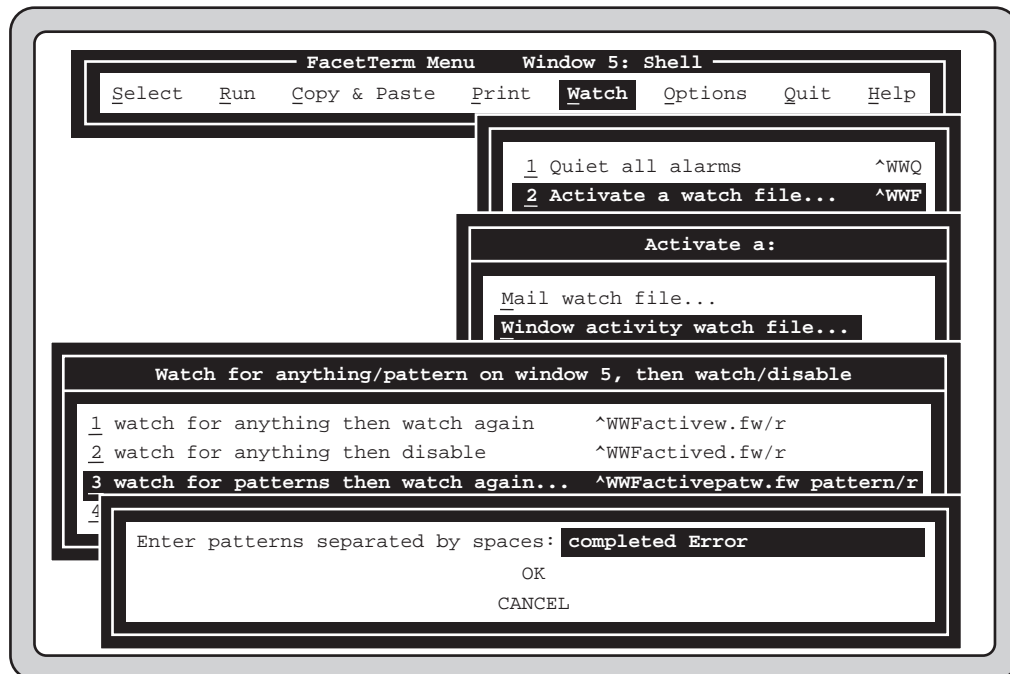 FacetTerm Menu Window 5: Shell
Select Run Copy & Paste Print Watch Options Quit Help
1 Quiet all alarms ^WWQ
2 Activate a watch file... ^WWF
Activate a:
Mail watch file...
Window activity watch file...
Watch for anything/pattern on window 5, then watch/disable
1 watch for anything then watch again ^WWFactivew.fw/r
2 watch for anything then disable ^WWFactived.fw/r
3 watch for patterns then watch again... ^WWFactivepatw.fw pattern/r
4
Enter patterns separated by spaces: completed Error
OK
CANCEL